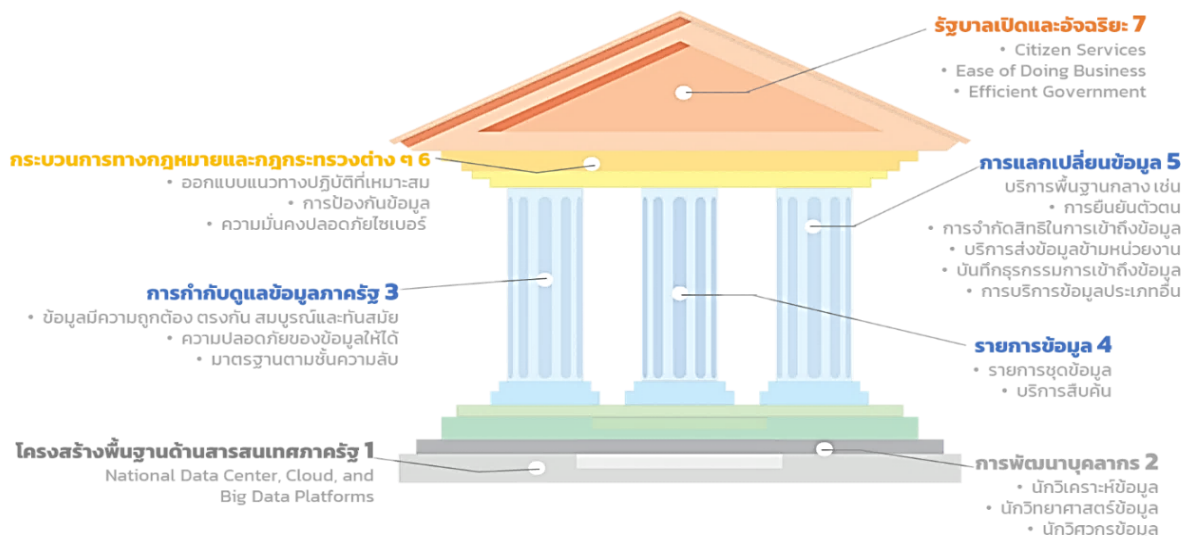 รัฐบาลเปิดและอัจฉริยะ 7
• Citizen Services
• Ease of Doing Business
• Efficient Government
กระบวนการทางกฎหมายและกฎกระทรวงต่าง ๆ 6
• ออกแบบแนวทางปฏิบัติที่เหมาะสม
• การป้องกันข้อมูล
• ความมั่นคงปลอดภัยไซเบอร์
การแลกเปลี่ยนข้อมูล 5
บริการพื้นฐานกลาง เช่น
• การยืนยันตัวตน
• การจำกัดสิทธิในการเข้าถึงข้อมูล
• บริการส่งข้อมูลข้ามหน่วยงาน
• บันทึกธุรกรรมการเข้าถึงข้อมูล
• การบริการข้อมูลประเภทอื่น
การกำกับดูแลข้อมูลภาครัฐ 3
• ข้อมูลมีความถูกต้อง ตรงกัน สมบูรณ์และทันสมัย
• ความปลอดภัยของข้อมูลให้ได้
• มาตรฐานตามชั้นความลับ
รายการข้อมูล 4
• รายการชุดข้อมูล
• บริการสืบค้น
โครงสร้างพื้นฐานด้านสารสนเทศภาครัฐ 1
National Data Center, Cloud, and
Big Data Platforms
การพัฒนาบุคลากร 2
• นักวิเคราะห์ข้อมูล
• นักวิทยาศาสตร์ข้อมูล
• นักวิศวกรข้อมูล